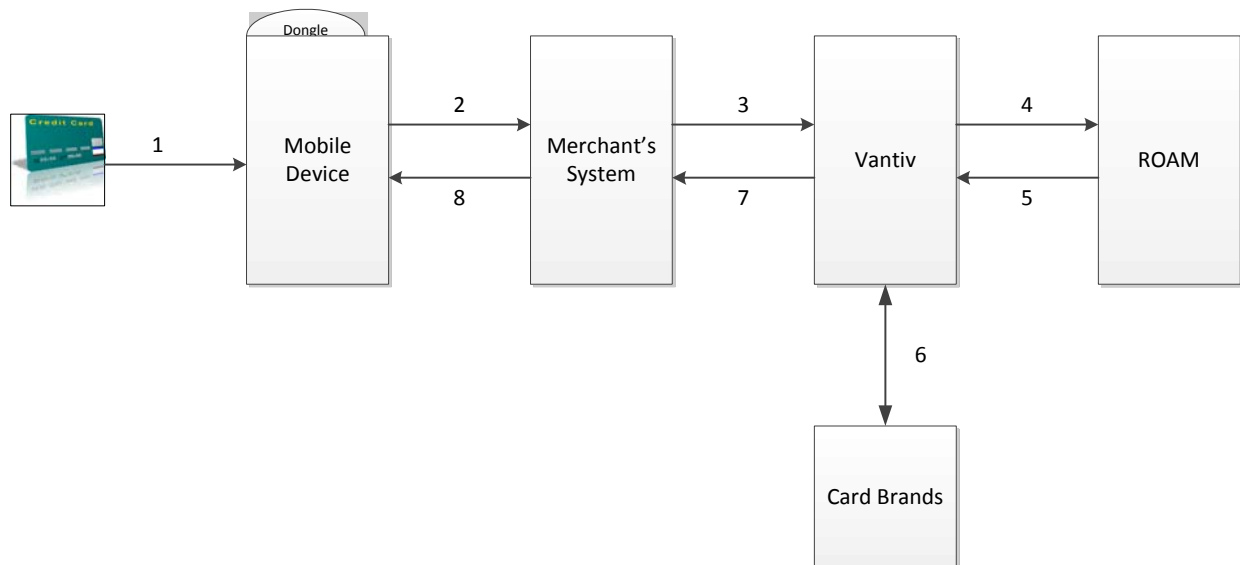 Dongle
Credit Card
1
Mobile
Device
2
8
Merchant's
System
3
7
Vantiv
4
5
ROAM
6
Card Brands